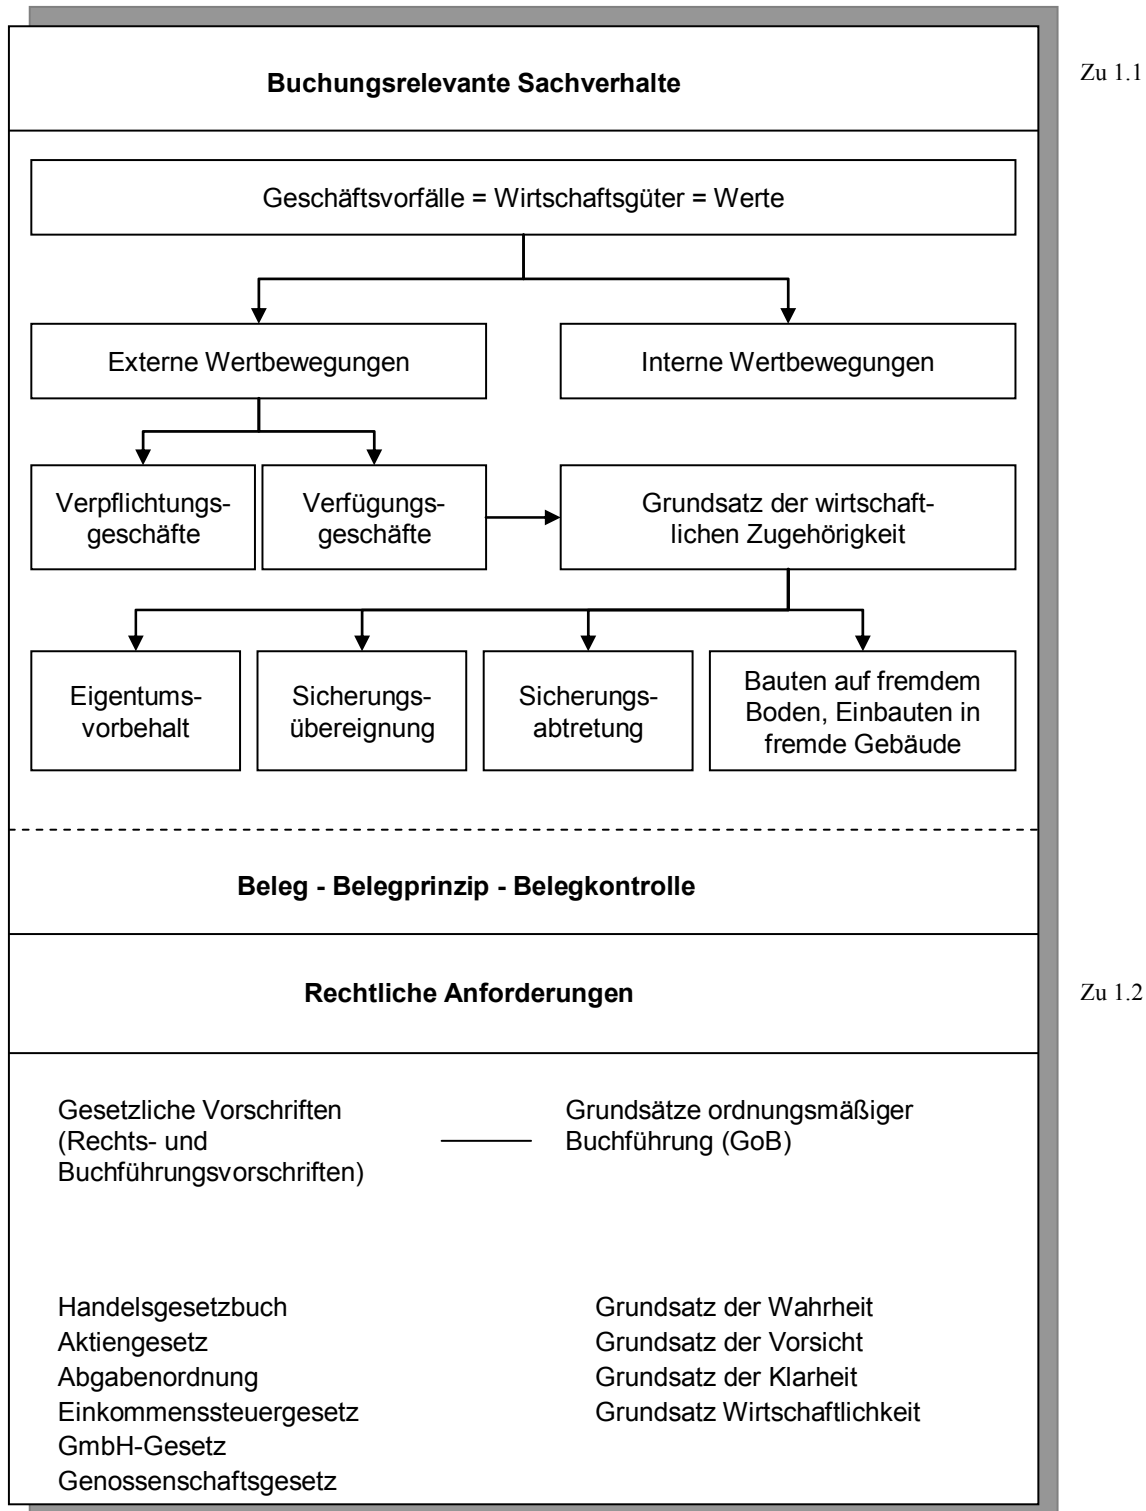 Buchungsrelevante Sachverhalte
Zu 1.1
Geschäftsvorfälle = Wirtschaftsgüter = Werte
Externe Wertbewegungen
Interne Wertbewegungen
Verpflichtungs-
geschäfte
Verfügungs-
geschäfte
Grundsatz der wirtschaft-
lichen Zugehörigkeit
Eigentums-
vorbehalt
Sicherungs-
übereignung
Sicherungs-
abtretung
Bauten auf fremdem
Boden, Einbauten in
fremde Gebäude
Beleg - Belegprinzip - Belegkontrolle
Rechtliche Anforderungen
Zu 1.2
Gesetzliche Vorschriften
(Rechts- und
Buchführungsvorschriften)
Grundsätze ordnungsmäßiger
Buchführung (GoB)
Handelsgesetzbuch
Aktiengesetz
Abgabenordnung
Einkommenssteuergesetz
GmbH-Gesetz
Genossenschaftsgesetz
Grundsatz der Wahrheit
Grundsatz der Vorsicht
Grundsatz der Klarheit
Grundsatz Wirtschaftlichkeit